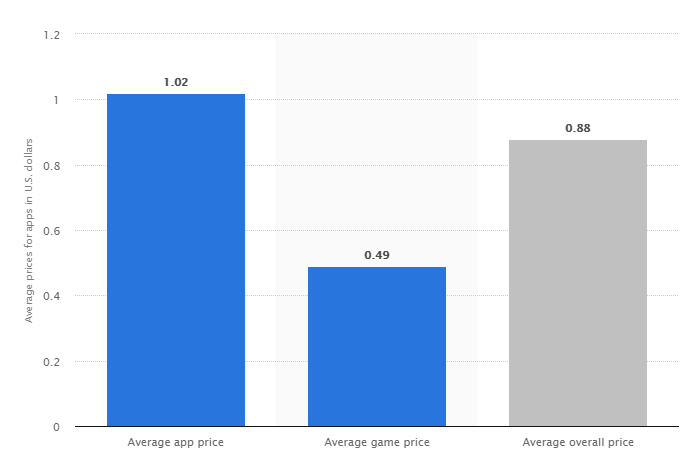 1.2
1
0.8
0.6
0.4
0.2
0
Average prices for apps in U.S. dollars
1.02
0.49
0.88
Average app price
Average game price
Average overall price